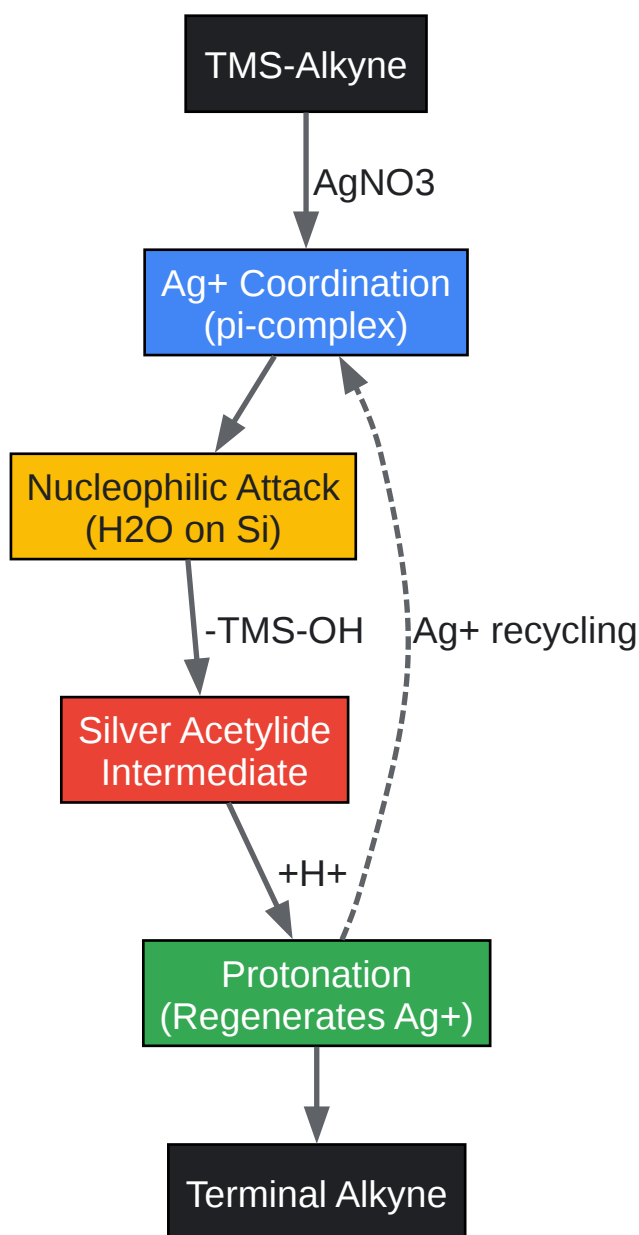 TMS-Alkyne
AgNO3
Ag+ Coordination
(pi-complex)
Nucleophilic Attack
(H2O on Si)
-TMS-OH
Ag+ recycling
Silver Acetylide
Intermediate
+H+
Protonation
(Regenerates Ag+)
Terminal Alkyne